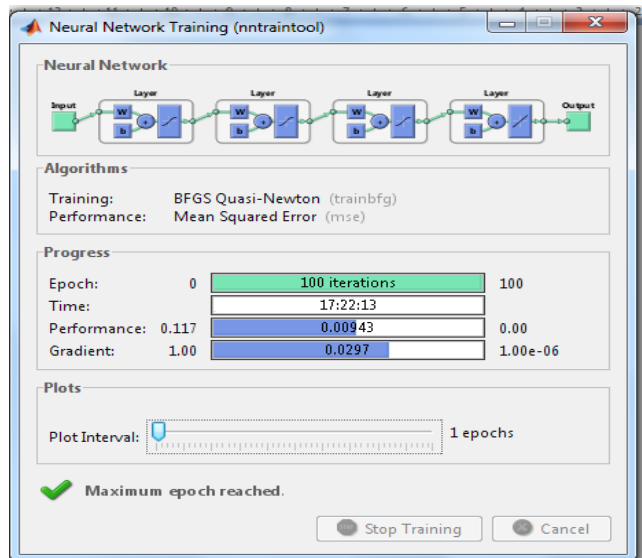 Neural Network Training (nntraintool)
Neural Network
Layer Layer Layer Layer
Input Output
W W W W
+ + + +
b b b b
Algorithms
Training: BFGS Quasi-Newton (trainbfg)
Performance: Mean Squared Error (mse)
Progress
Epoch: 0 100 iterations 100
Time: 17:22:13
Performance: 0.117 0.00943 0.00
Gradient: 1.00 0.0297 1.00e-06
Plots
Plot Interval: 1 epochs
Maximum epoch reached.
Stop Training Cancel